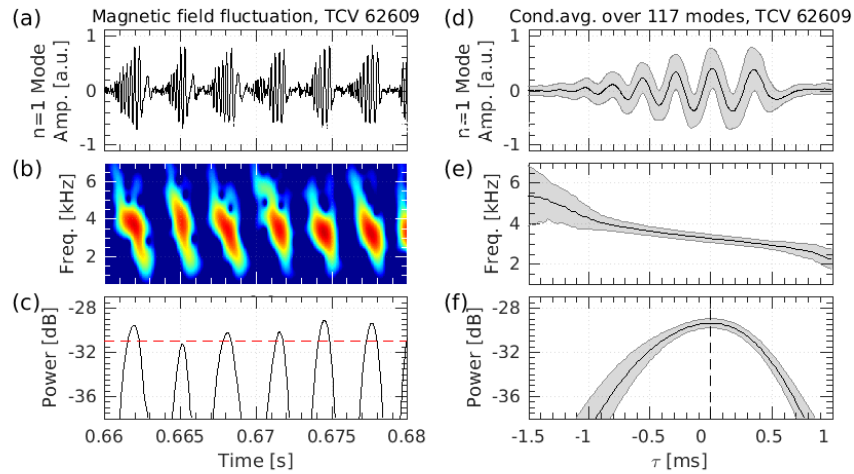 (a) Magnetic field fluctuation, TCV 62609
n=1 Mode
Amp. [a.u.]
1
0
-1
(b)
Freq. [kHz]
6
4
2
(c)
Power [dB]
-28
-32
-36
0.66 0.665 0.67 0.675 0.68
Time [s]
(d) Cond.avg. over 117 modes, TCV 62609
n=1 Mode
Amp. [a.u.]
1
0
-1
(e)
Freq. [kHz]
6
4
2
(f)
Power [dB]
-28
-32
-36
-1.5 -1 -0.5 0 0.5 1
τ [ms]